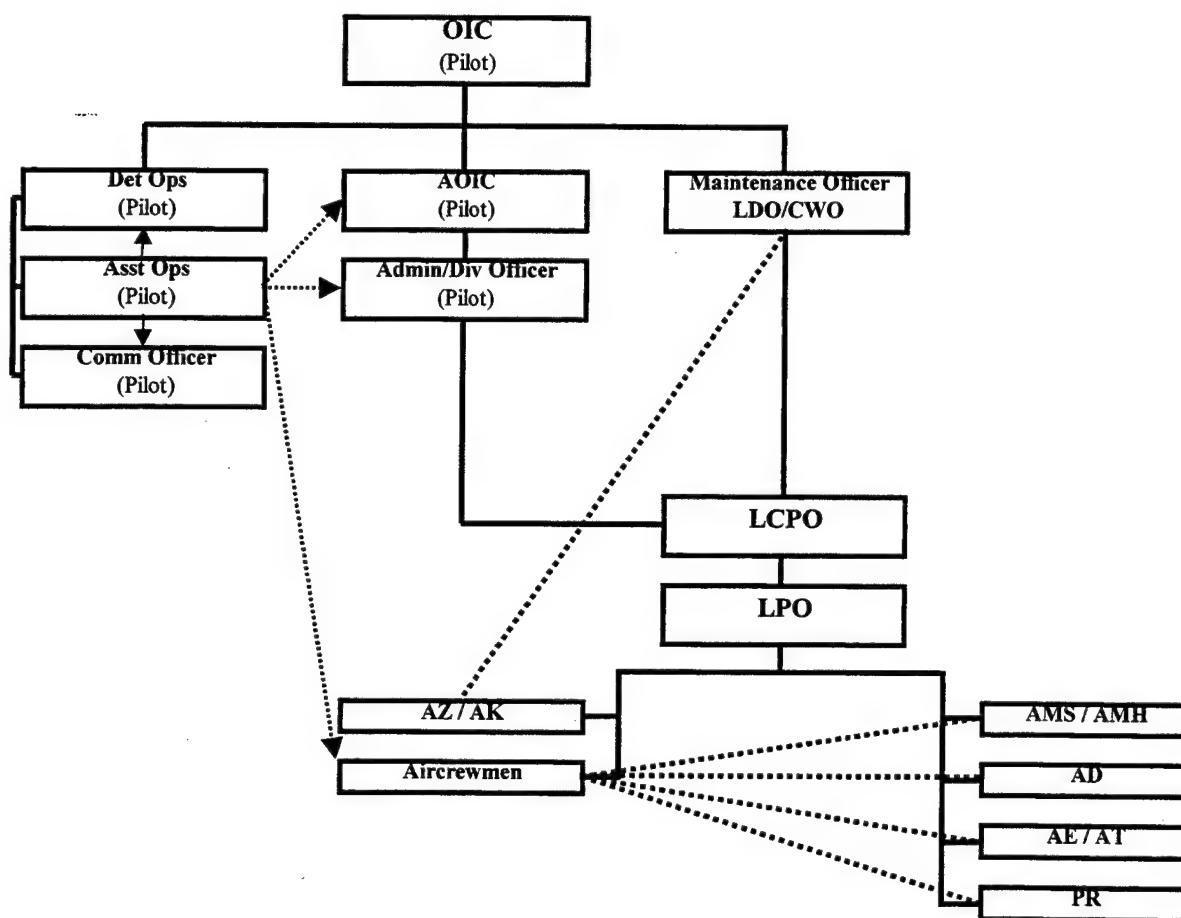 OIC
(Pilot)
Det Ops
(Pilot)
AOIC
(Pilot)
Maintenance Officer
LDO/CWO
Asst Ops
(Pilot)
Admin/Div Officer
(Pilot)
Comm Officer
(Pilot)
LCPO
LPO
AZ / AK
AMS / AMH
Aircrewmen
AD
AE / AT
PR